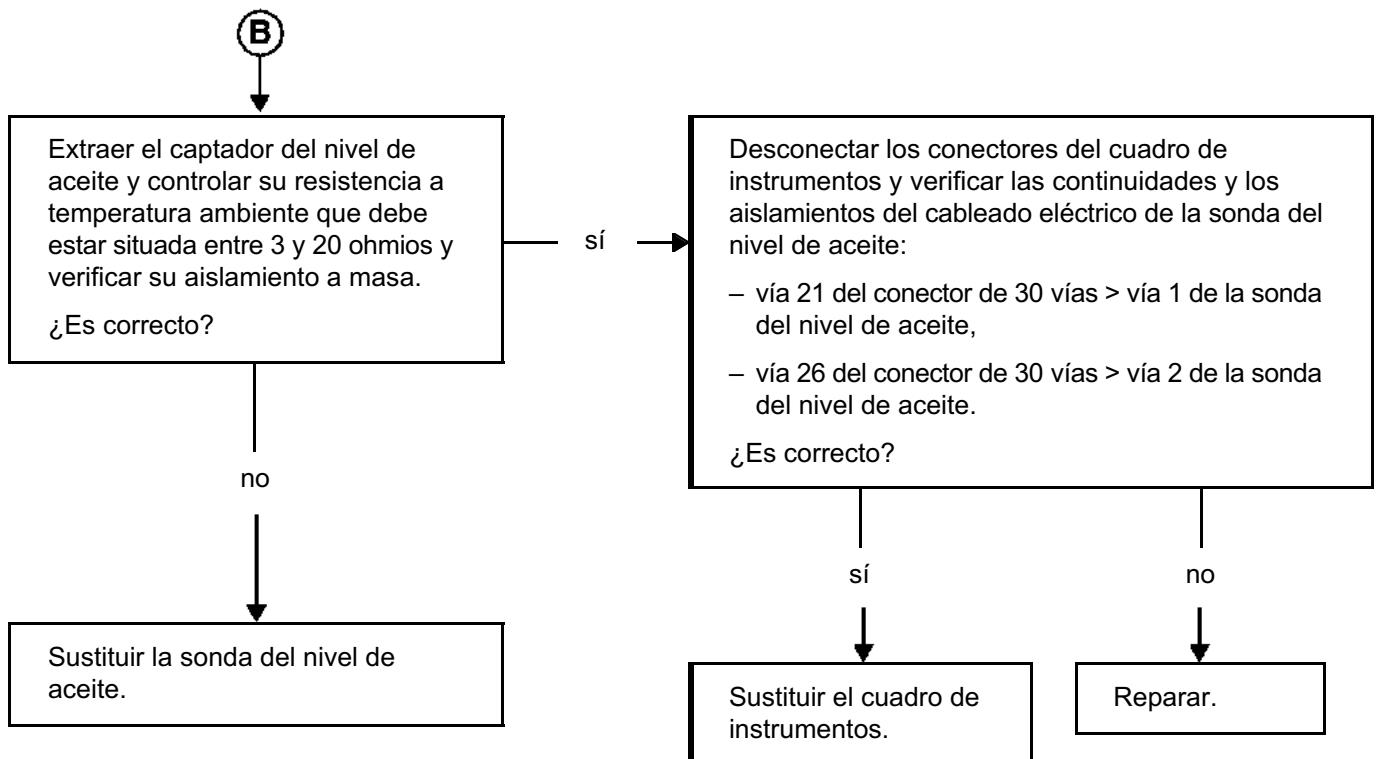 B
Extraer el captador del nivel de
aceite y controlar su resistencia a
temperatura ambiente que debe
estar situada entre 3 y 20 ohmios y
verificar su aislamiento a masa.
¿Es correcto?
sí
Desconectar los conectores del cuadro de
instrumentos y verificar las continuidades y los
aislamientos del cableado eléctrico de la sonda del
nivel de aceite:
– vía 21 del conector de 30 vías > vía 1 de la sonda
del nivel de aceite,
– vía 26 del conector de 30 vías > vía 2 de la sonda
del nivel de aceite.
¿Es correcto?
no
sí
no
Sustituir la sonda del nivel de
aceite.
Sustituir el cuadro de
instrumentos.
Reparar.